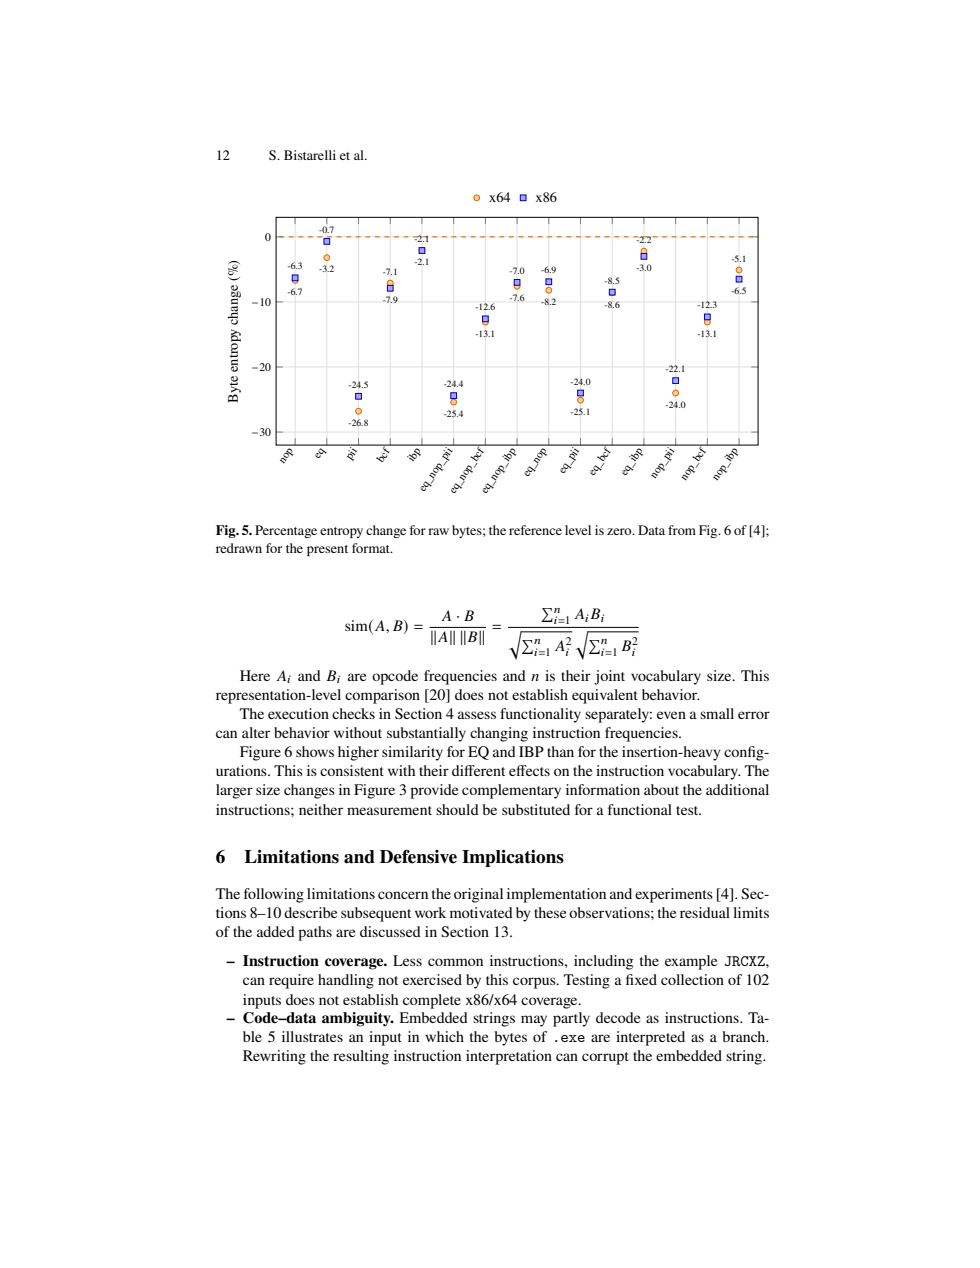 12 S. Bistarelli et al.
x64 x86
Byte entropy change (%)
0
−10
−20
−30
-6.3
-6.7
-0.7
-3.2
-24.5
-26.8
-7.1
-7.9
-2.1
-2.1
-24.4
-25.4
-12.6
-13.1
-7.0
-7.6
-6.9
-8.2
-24.0
-25.1
-8.5
-8.6
-2.2
-3.0
-22.1
-24.0
-12.3
-13.1
-5.1
-6.5
nop
eq
pii
bcf
ibp
eq_nop_pii
eq_nop_bcf
eq_nop_ibp
eq_nop
eq_pii
eq_bcf
eq_ibp
nop_pii
nop_bcf
nop_ibp
Fig. 5. Percentage entropy change for raw bytes; the reference level is zero. Data from Fig. 6 of [4];
redrawn for the present format.
sim(A, B) = A · B / ‖A‖ ‖B‖ = ∑ⁿᵢ₌₁ AᵢBᵢ / √∑ⁿᵢ₌₁ Aᵢ² √∑ⁿᵢ₌₁ Bᵢ²
Here Aᵢ and Bᵢ are opcode frequencies and n is their joint vocabulary size. This
representation-level comparison [20] does not establish equivalent behavior.
The execution checks in Section 4 assess functionality separately: even a small error
can alter behavior without substantially changing instruction frequencies.
Figure 6 shows higher similarity for EQ and IBP than for the insertion-heavy config-
urations. This is consistent with their different effects on the instruction vocabulary. The
larger size changes in Figure 3 provide complementary information about the additional
instructions; neither measurement should be substituted for a functional test.
6 Limitations and Defensive Implications
The following limitations concern the original implementation and experiments [4]. Sec-
tions 8–10 describe subsequent work motivated by these observations; the residual limits
of the added paths are discussed in Section 13.
– Instruction coverage. Less common instructions, including the example JRCXZ,
can require handling not exercised by this corpus. Testing a fixed collection of 102
inputs does not establish complete x86/x64 coverage.
– Code–data ambiguity. Embedded strings may partly decode as instructions. Ta-
ble 5 illustrates an input in which the bytes of .exe are interpreted as a branch.
Rewriting the resulting instruction interpretation can corrupt the embedded string.